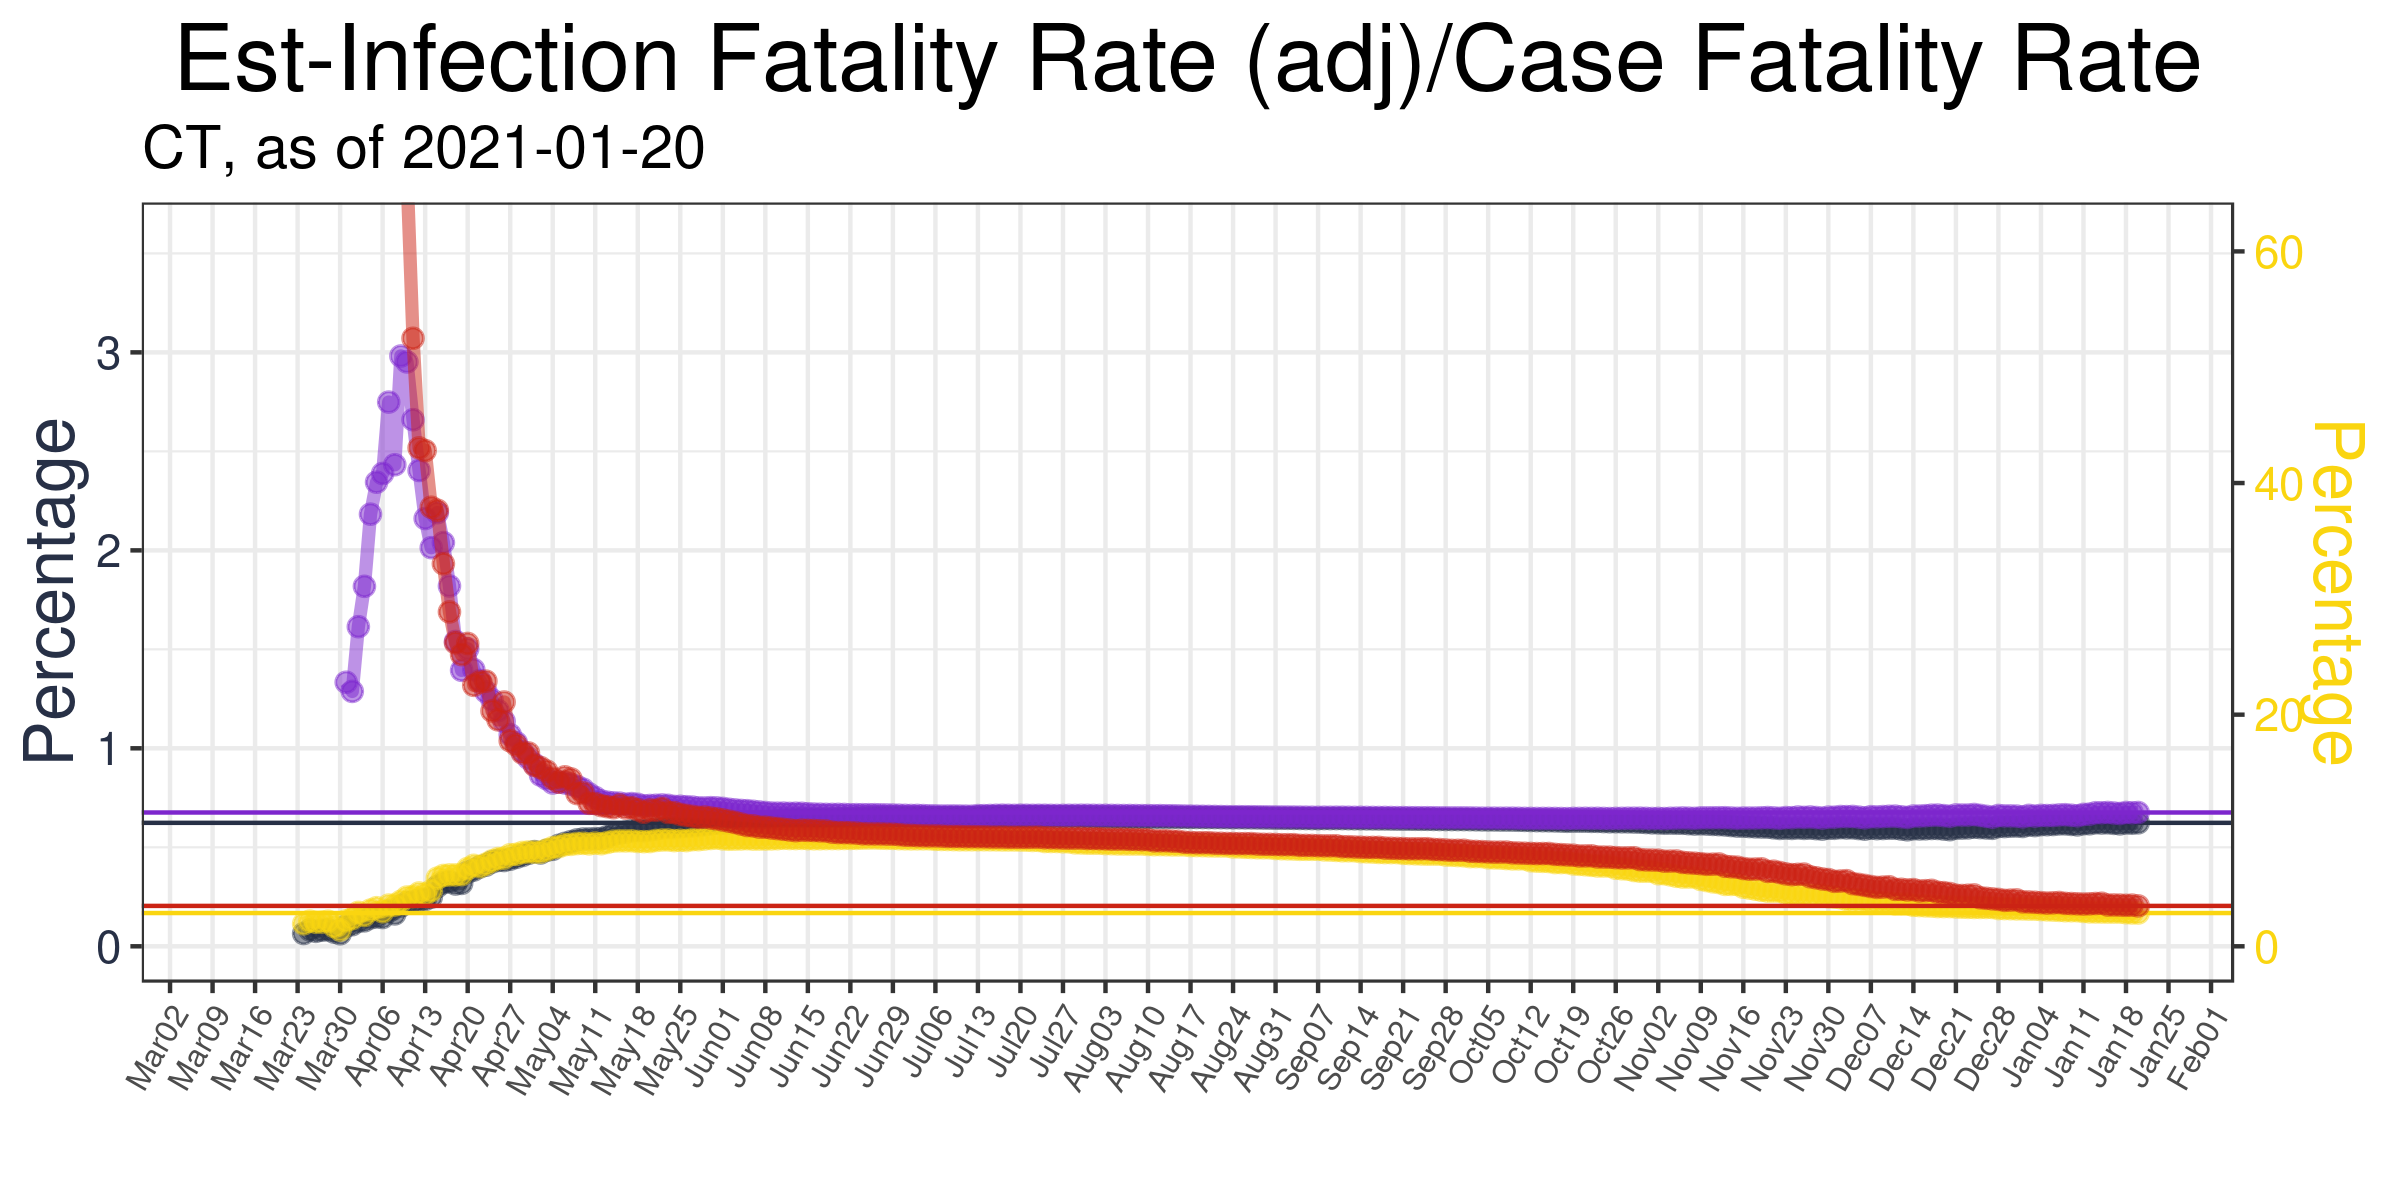 Est-Infection Fatality Rate (adj)/Case Fatality Rate
CT, as of 2021-01-20
Percentage
3
2
1
0
60
40
20
0
Percentage
Mar02 Mar09 Mar16 Mar23 Mar30 Apr06 Apr13 Apr20 Apr27 May04 May11 May18 May25 Jun01 Jun08 Jun15 Jun22 Jun29 Jul06 Jul13 Jul20 Jul27 Aug03 Aug10 Aug17 Aug24 Aug31 Sep07 Sep14 Sep21 Sep28 Oct05 Oct12 Oct19 Oct26 Nov02 Nov09 Nov16 Nov23 Nov30 Dec07 Dec14 Dec21 Dec28 Jan04 Jan11 Jan18 Jan25 Feb01